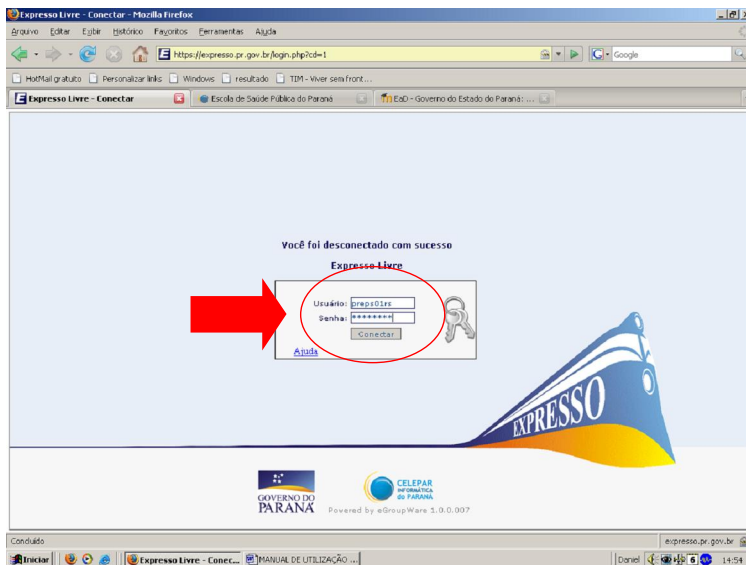 Expresso Livre - Conectar - Mozilla Firefox
Arquivo Editar Exibir Histórico Favoritos Ferramentas Ajuda
https://expresso.pr.gov.br/login.php?cd=1
Google
HotMail gratuito Personalizar links Windows resultado TIM - Viver sem front...
Expresso Livre - Conectar Escola de Saúde Pública do Paraná EaD - Governo do Estado do Paraná: ...
Você foi desconectado com sucesso
Expresso Livre
Usuário: preps01rs
Senha: ********
Conectar
Ajuda
EXPRESSO
GOVERNO DO
PARANÁ
CELEPAR
INFORMÁTICA
DO PARANÁ
Powered by eGroupWare 1.0.0.007
Concluído expresso.pr.gov.br
Iniciar Expresso Livre - Conec... MANUAL DE UTILIZAÇÃO ... Daniel 6 14:54